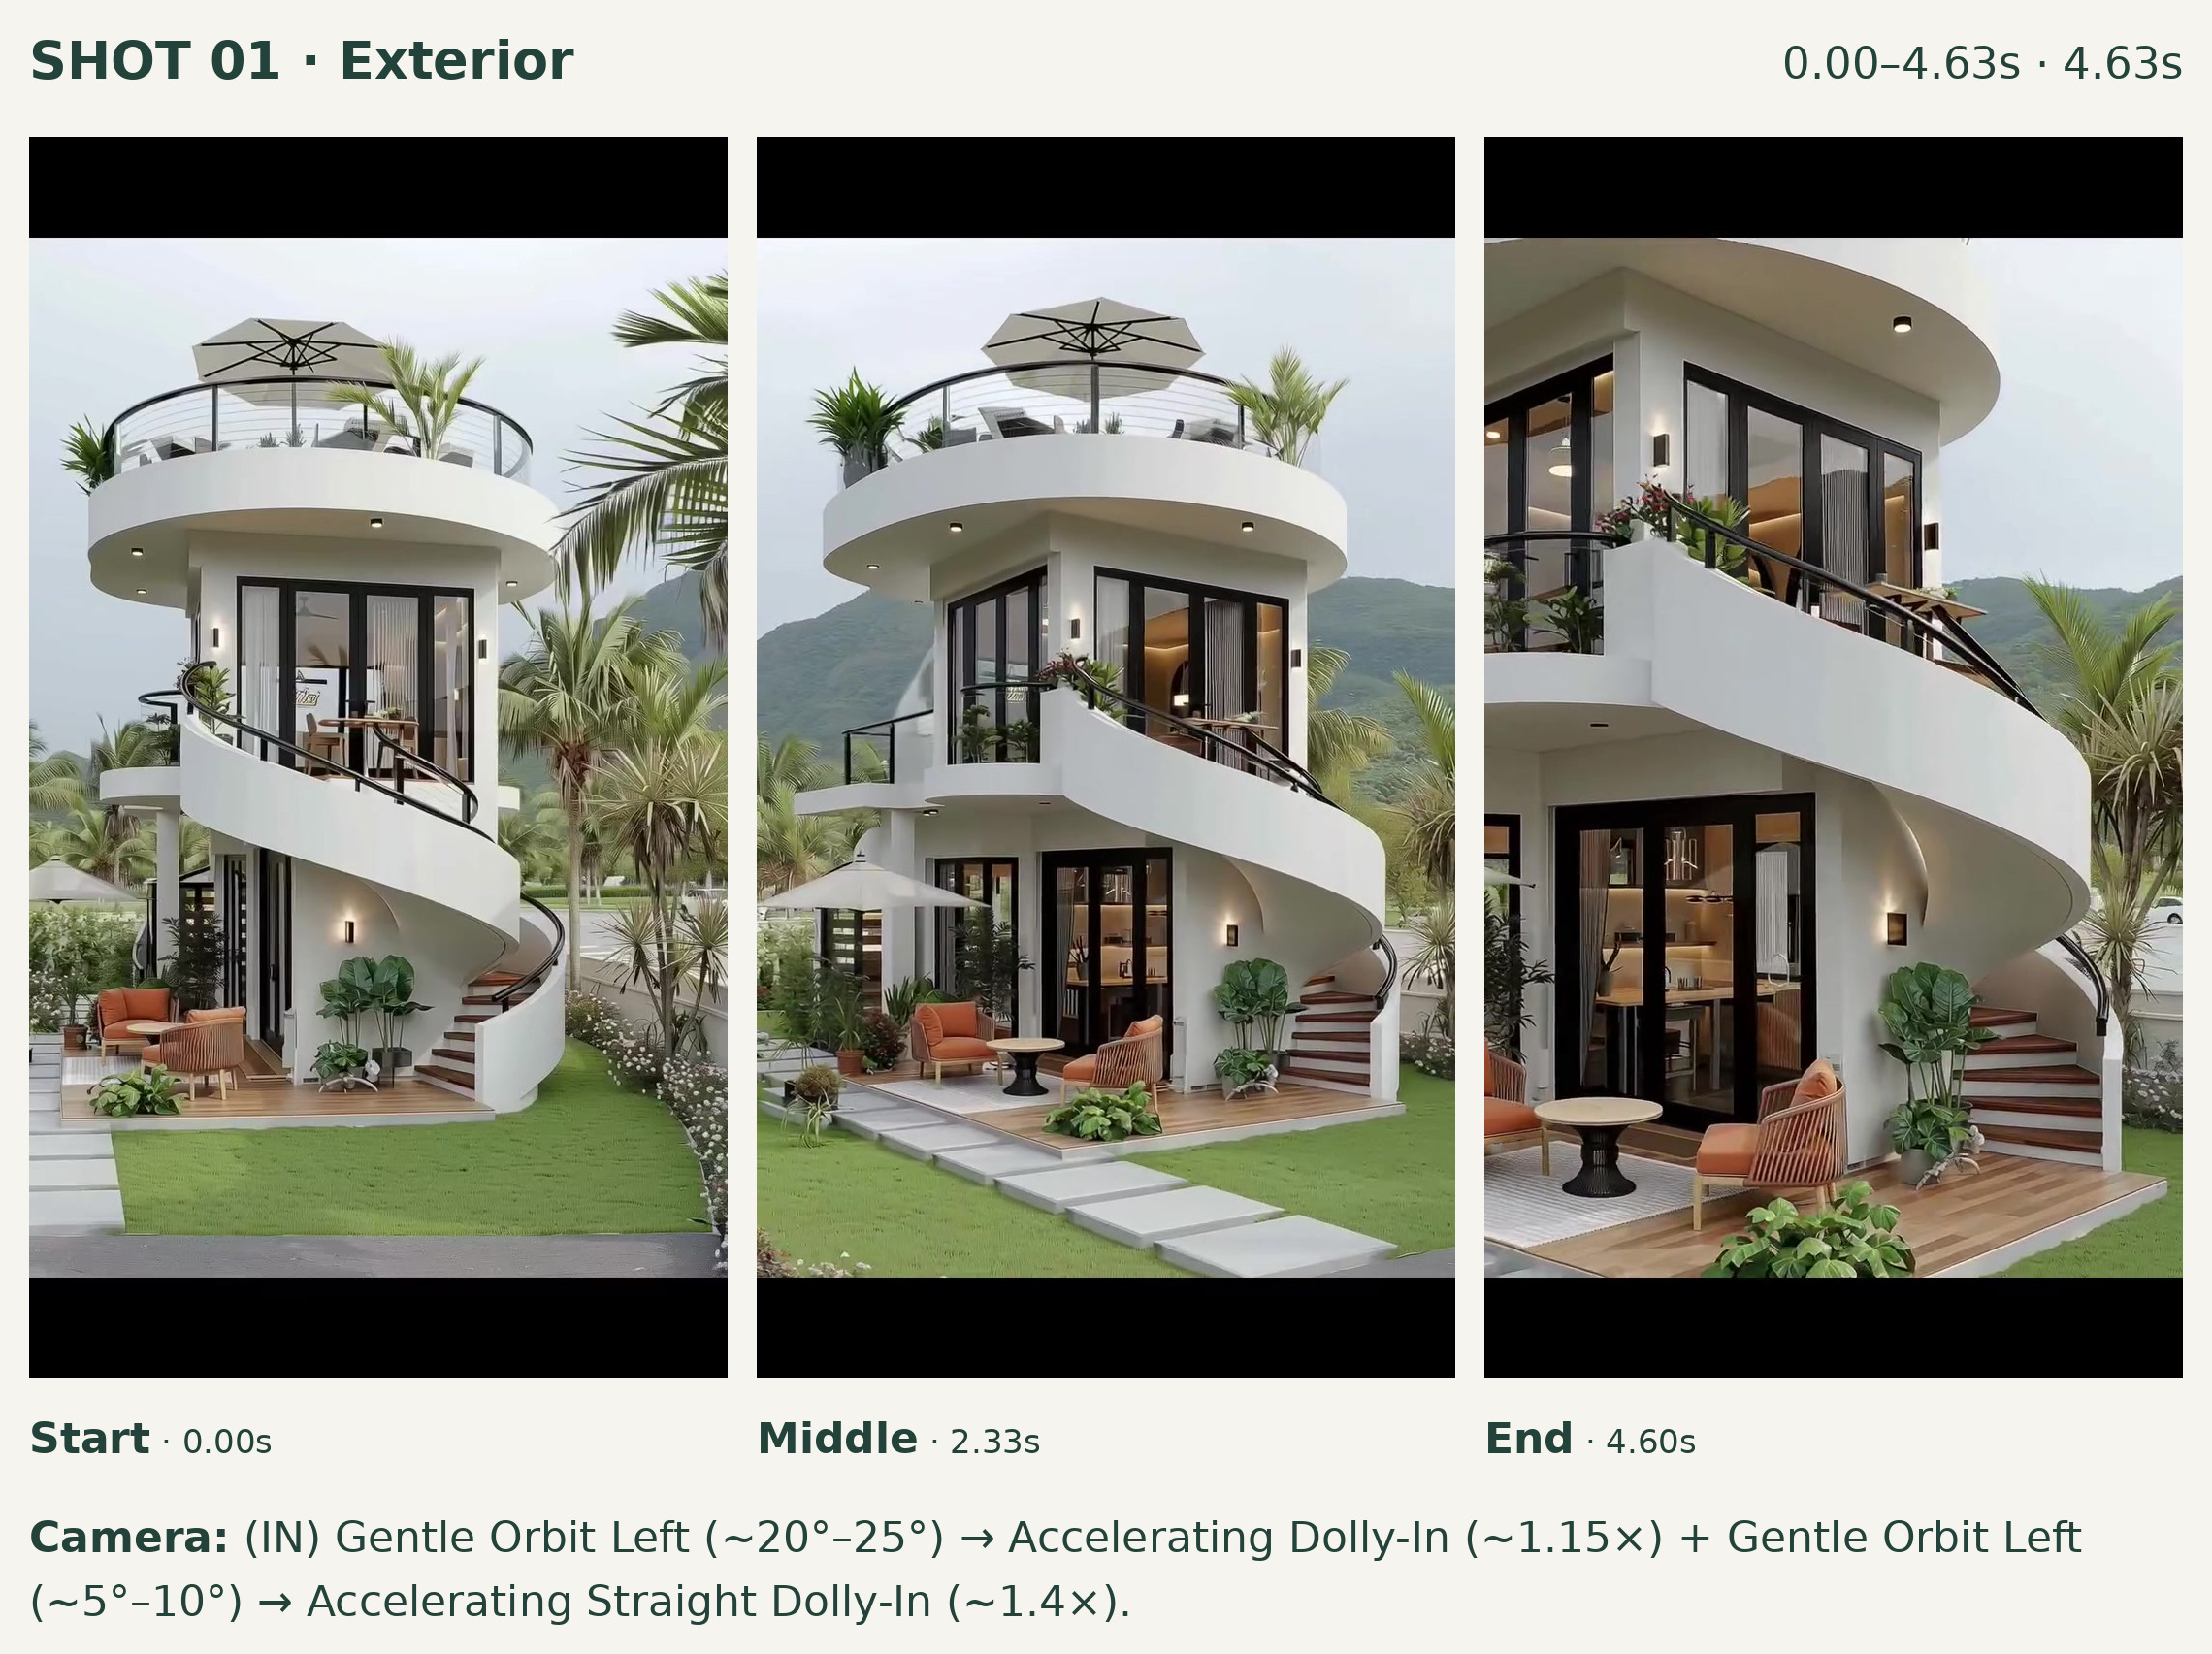 SHOT 01 · Exterior
0.00–4.63s · 4.63s
Start · 0.00s
Middle · 2.33s
End · 4.60s
Camera: (IN) Gentle Orbit Left (~20°–25°) → Accelerating Dolly-In (~1.15×) + Gentle Orbit Left
(~5°–10°) → Accelerating Straight Dolly-In (~1.4×).